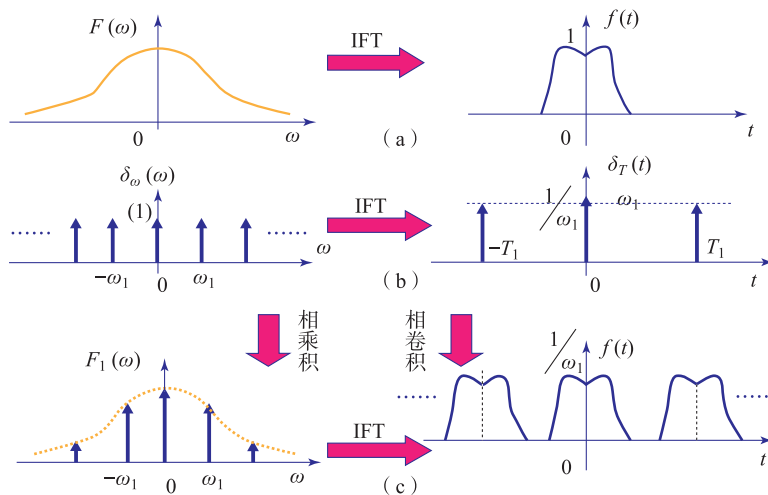 F(ω)
IFT
f(t)
1
0
ω
(a)
0
t
δω(ω)
(1)
IFT
δT(t)
1/ω1
ω1
······
······
ω
−ω1
0
ω1
(b)
−T1
0
T1
t
相乘积
相卷积
F1(ω)
1/ω1
f(t)
······
······
IFT
−ω1
0
ω1
ω
(c)
0
t